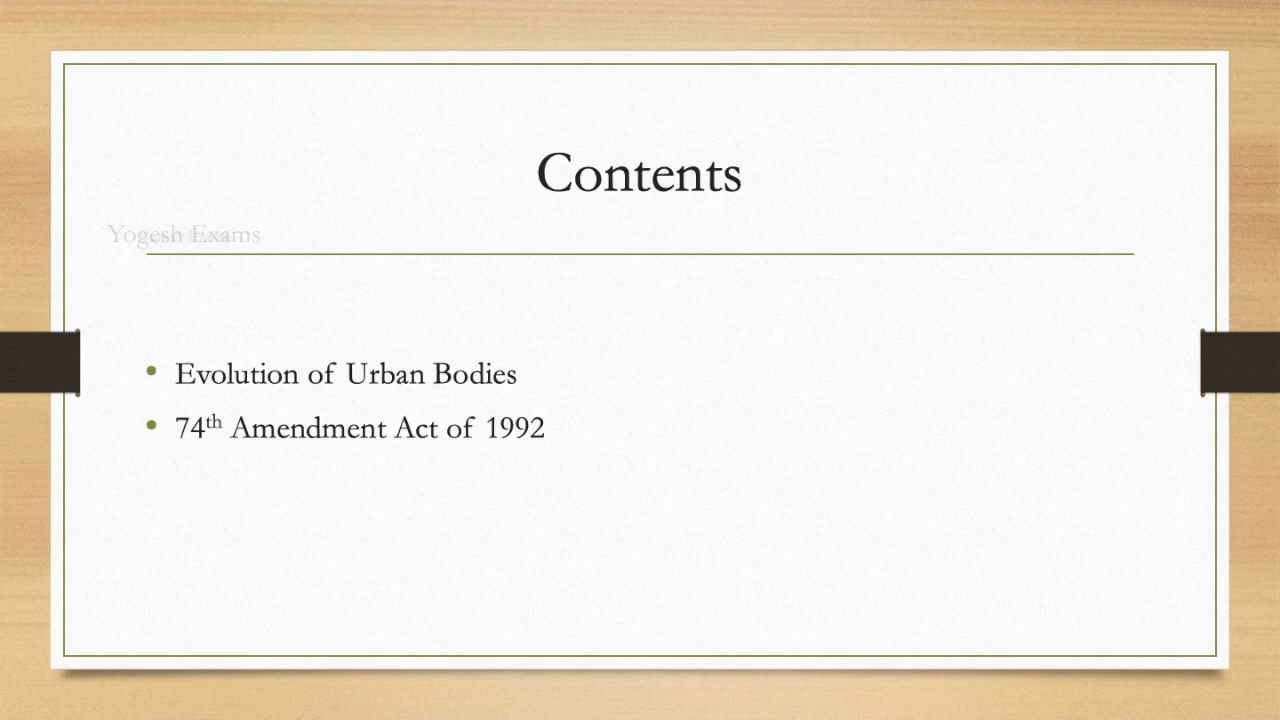 Contents
Yogesh Exams
• Evolution of Urban Bodies
• 74th Amendment Act of 1992